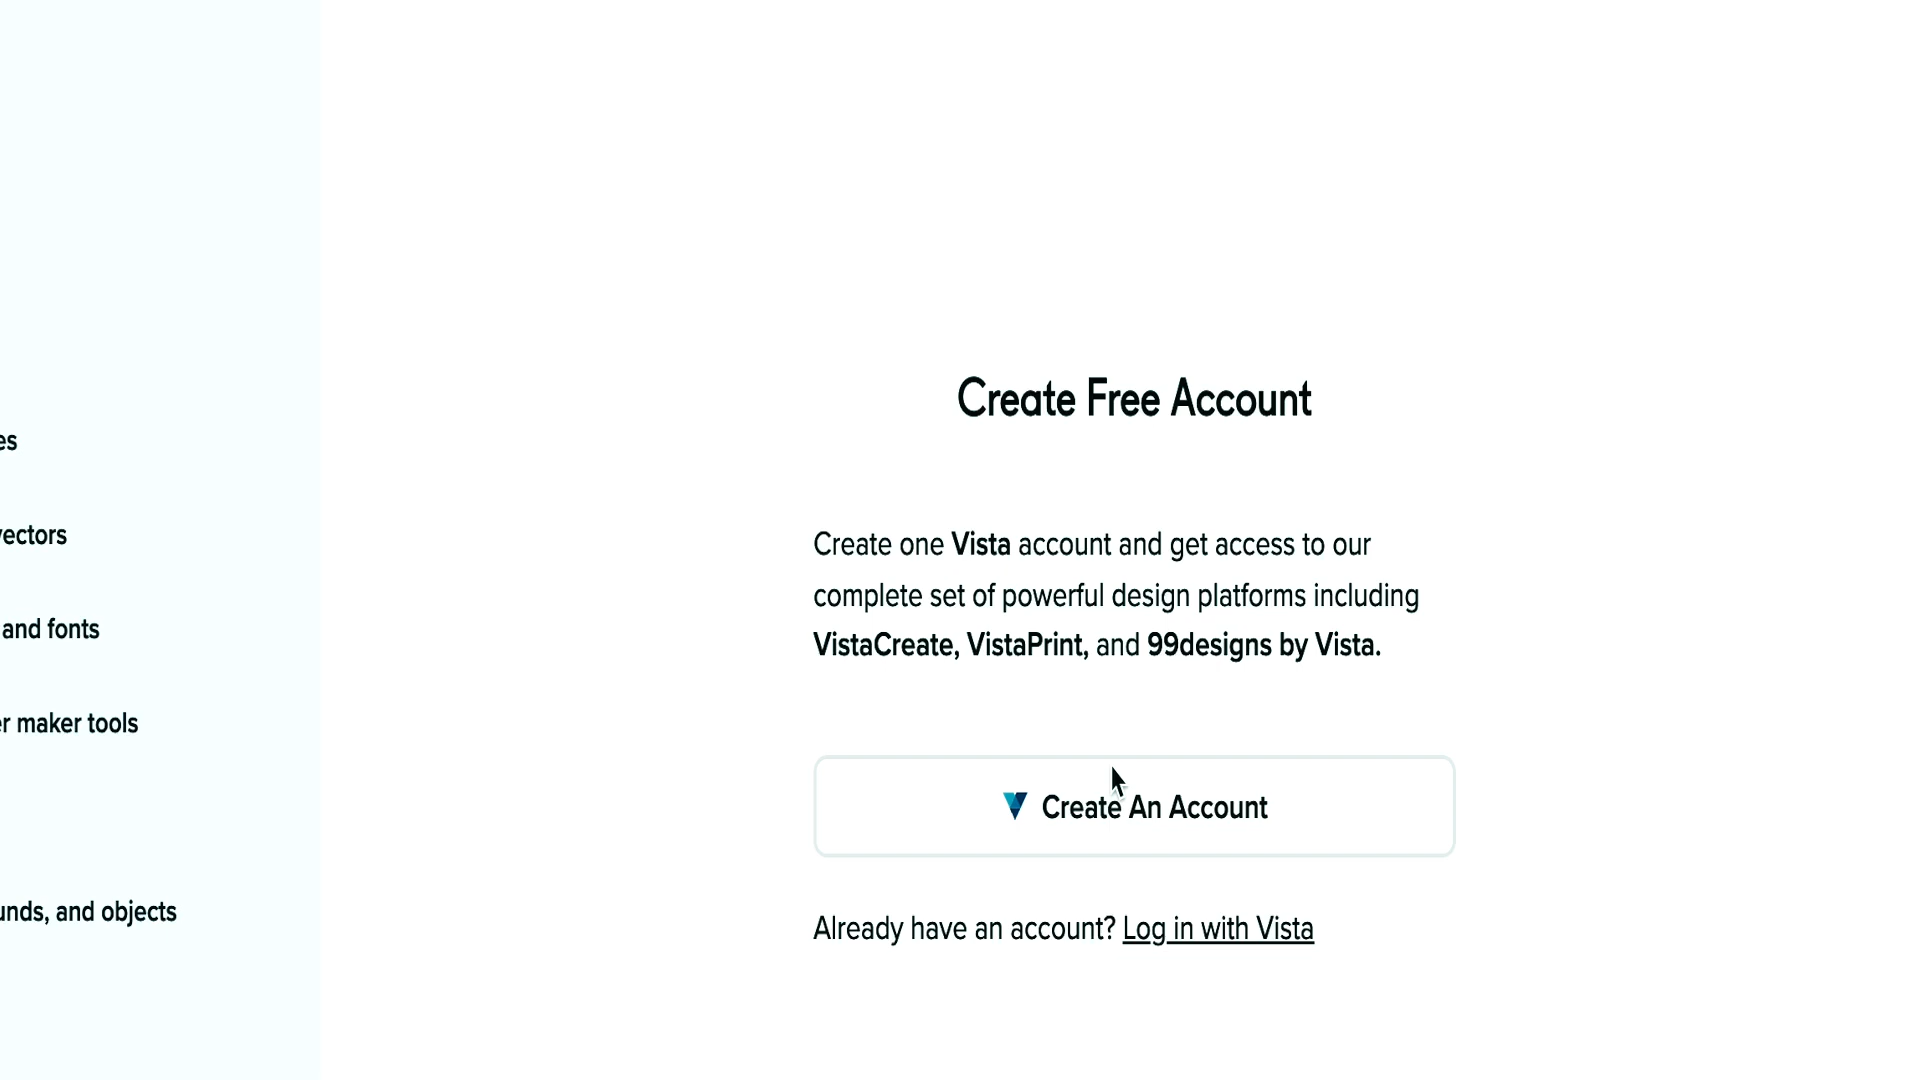 Create Free Account
Create one Vista account and get access to our
complete set of powerful design platforms including
VistaCreate, VistaPrint, and 99designs by Vista.
Create An Account
Already have an account? Log in with Vista
es
vectors
and fonts
er maker tools
unds, and objects